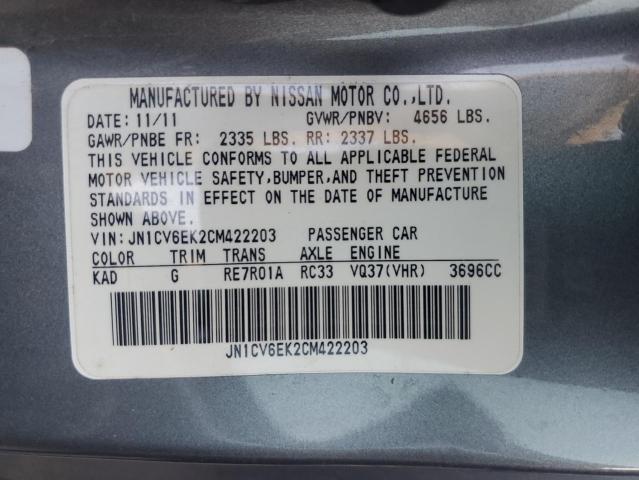 MANUFACTURED BY NISSAN MOTOR CO.,LTD.
DATE: 11/11 GVWR/PNBV: 4656 LBS.
GAWR/PNBE FR: 2335 LBS. RR: 2337 LBS.
THIS VEHICLE CONFORMS TO ALL APPLICABLE FEDERAL
MOTOR VEHICLE SAFETY,BUMPER,AND THEFT PREVENTION
STANDARDS IN EFFECT ON THE DATE OF MANUFACTURE
SHOWN ABOVE.
VIN:JN1CV6EK2CM422203 PASSENGER CAR
COLOR TRIM TRANS AXLE ENGINE
KAD G RE7R01A RC33 VQ37(VHR) 3696CC
JN1CV6EK2CM422203